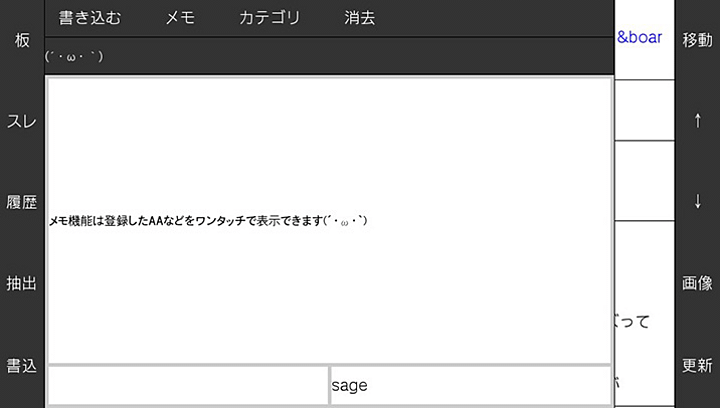 書き込む メモ カテゴリ 消去
板
(´・ω・｀)
&boar
移動
スレ
↑
履歴
メモ機能は登録したAAなどをワンタッチで表示できます(´・ω・`)
↓
抽出
画像
って
書込
sage
更新